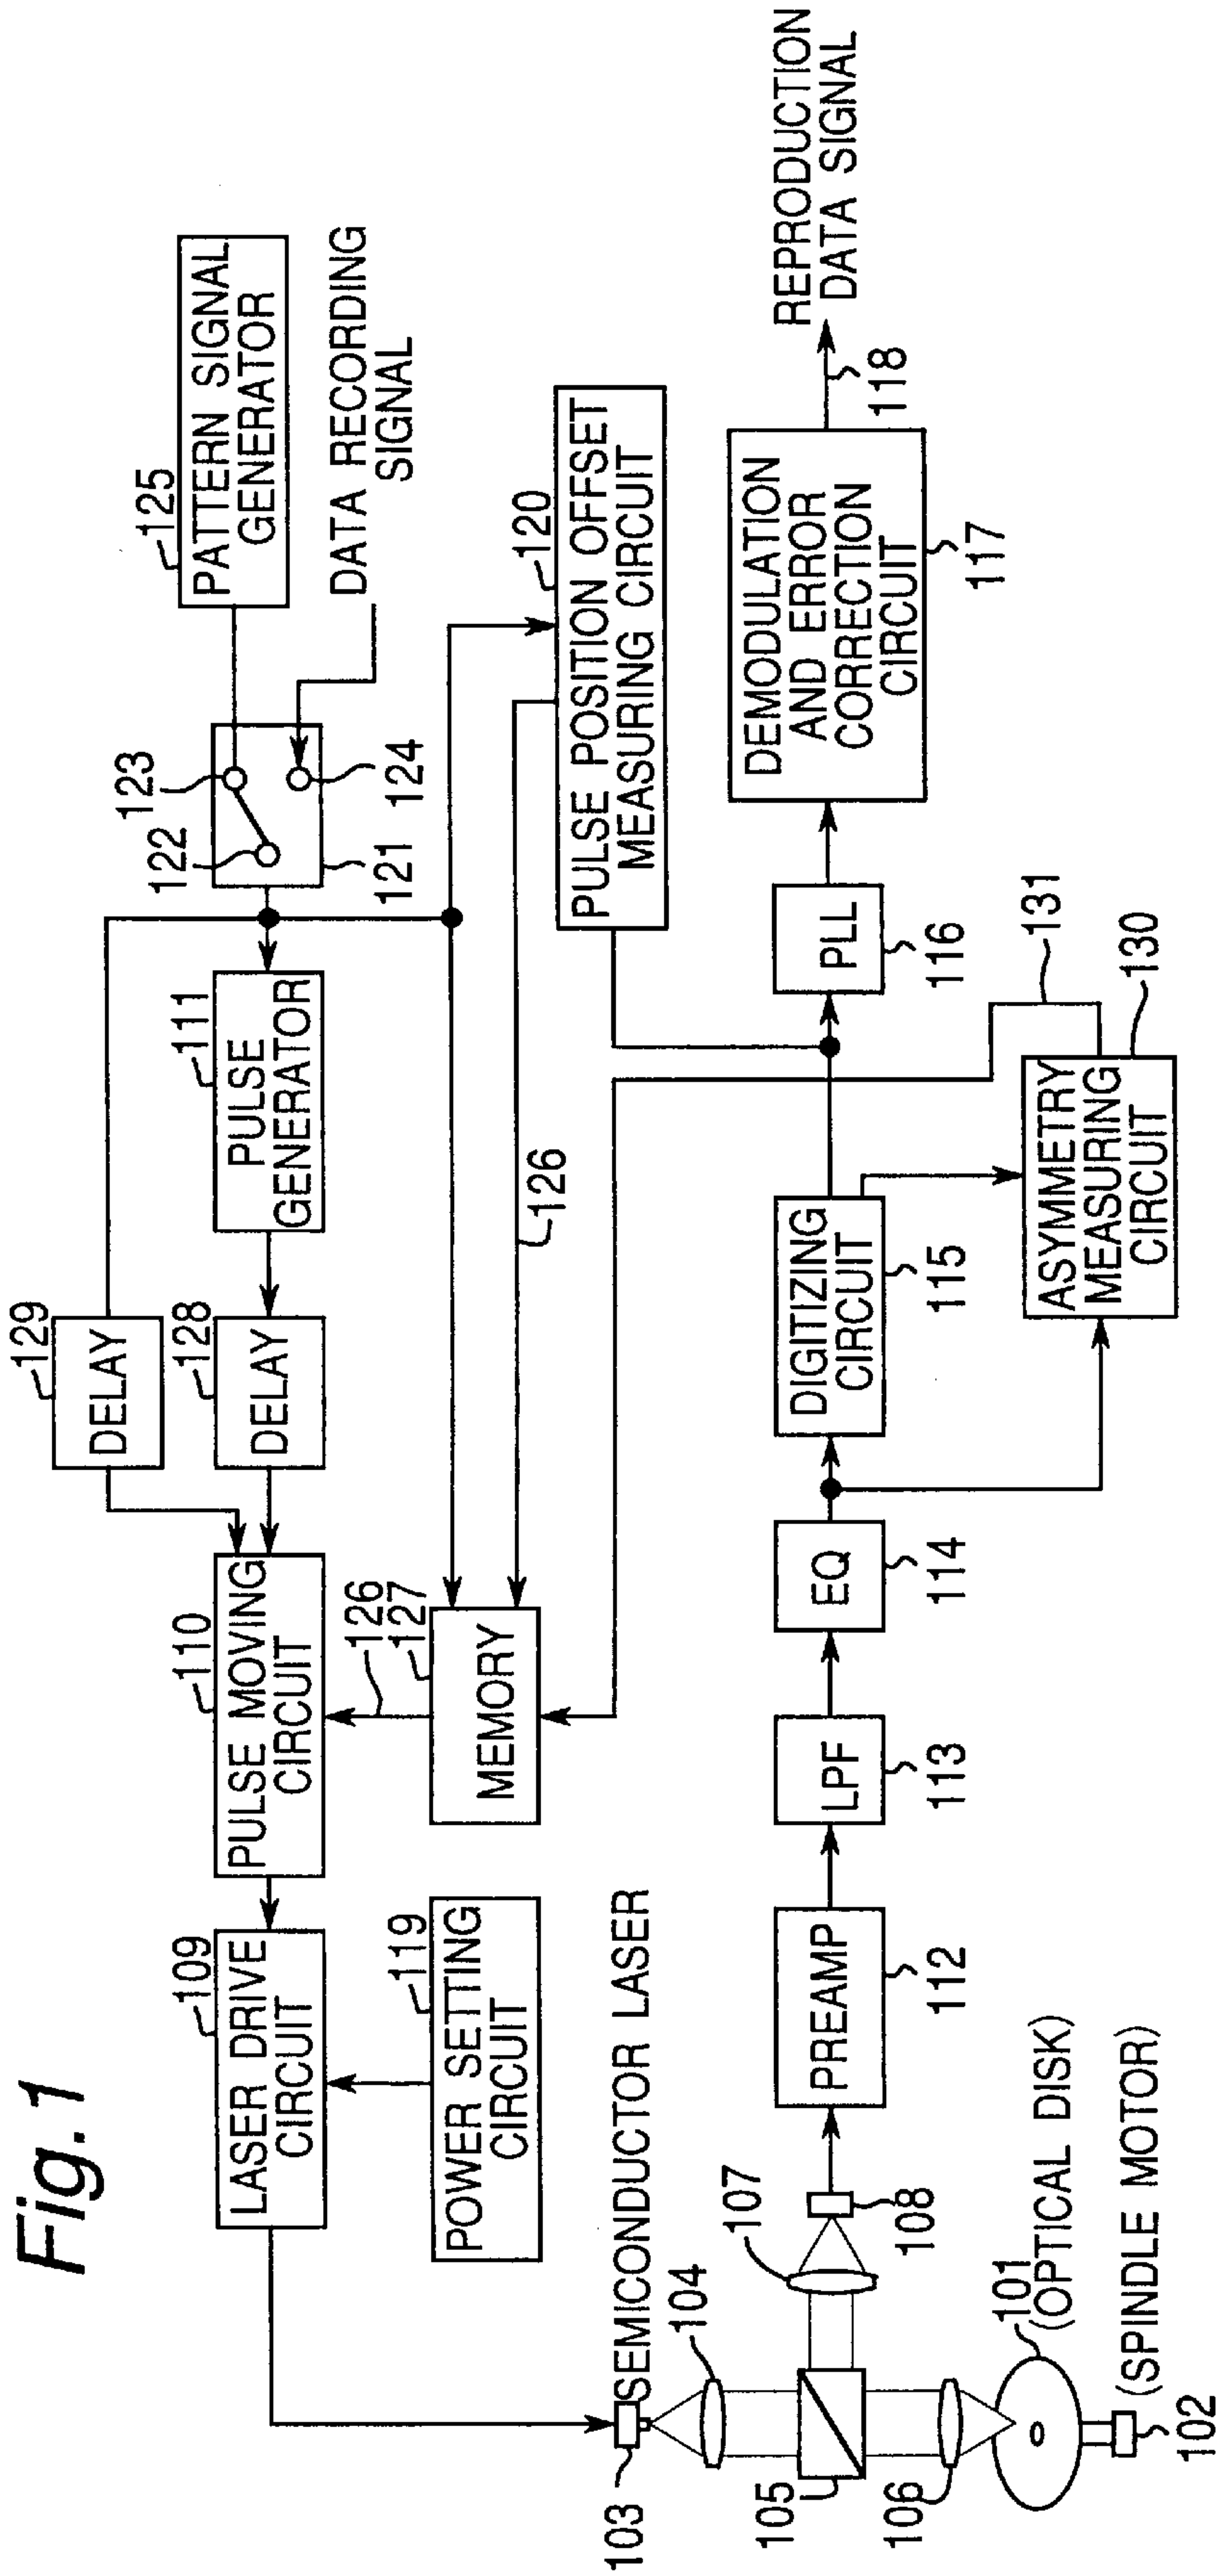 Fig.1
129
DELAY
128
DELAY
111
PULSE
GENERATOR
122
123
121
124
125
PATTERN SIGNAL
GENERATOR
DATA RECORDING
SIGNAL
110
PULSE MOVING
CIRCUIT
109
LASER DRIVE
CIRCUIT
119
POWER SETTING
CIRCUIT
126
127
MEMORY
126
120
PULSE POSITION OFFSET
MEASURING CIRCUIT
SEMICONDUCTOR LASER
103
104
105
106
107
108
101
(OPTICAL DISK)
(SPINDLE MOTOR)
102
PREAMP
112
LPF
113
EQ
114
DIGITIZING
CIRCUIT
115
PLL
116
DEMODULATION
AND ERROR
CORRECTION
CIRCUIT
117
118
REPRODUCTION
DATA SIGNAL
131
130
ASYMMETRY
MEASURING
CIRCUIT